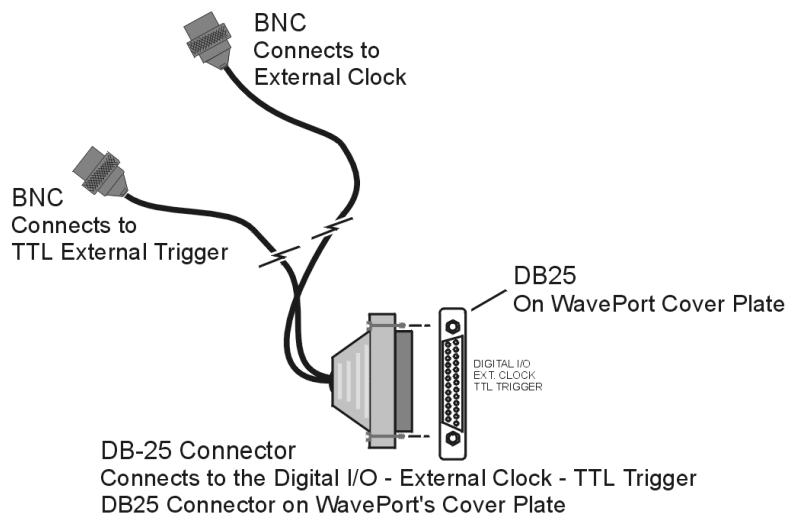 BNC
Connects to
External Clock
BNC
Connects to
TTL External Trigger
DB25
On WavePort Cover Plate
DIGITAL I/O
EXT. CLOCK
TTL TRIGGER
DB-25 Connector
Connects to the Digital I/O - External Clock - TTL Trigger
DB25 Connector on WavePort's Cover Plate